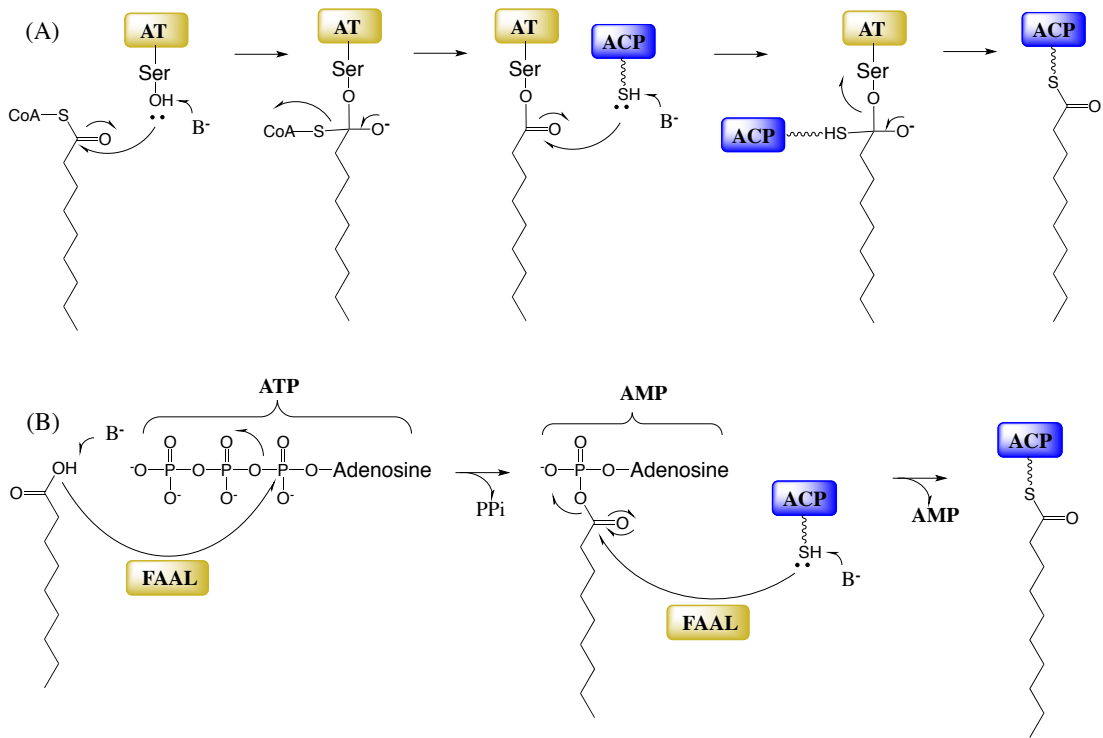 (A)
AT
Ser
OH
B-
CoA S
O
AT
Ser
O
CoA S O-
AT
Ser
O
O
ACP
SH
B-
AT
Ser
O
ACP HS O-
ACP
S
O
(B)
B-
OH
O
ATP
O O O
-O P O P O P O Adenosine
O- O- O-
FAAL
PPi
AMP
O
-O P O Adenosine
O
O
ACP
SH
B-
FAAL
AMP
ACP
S
O